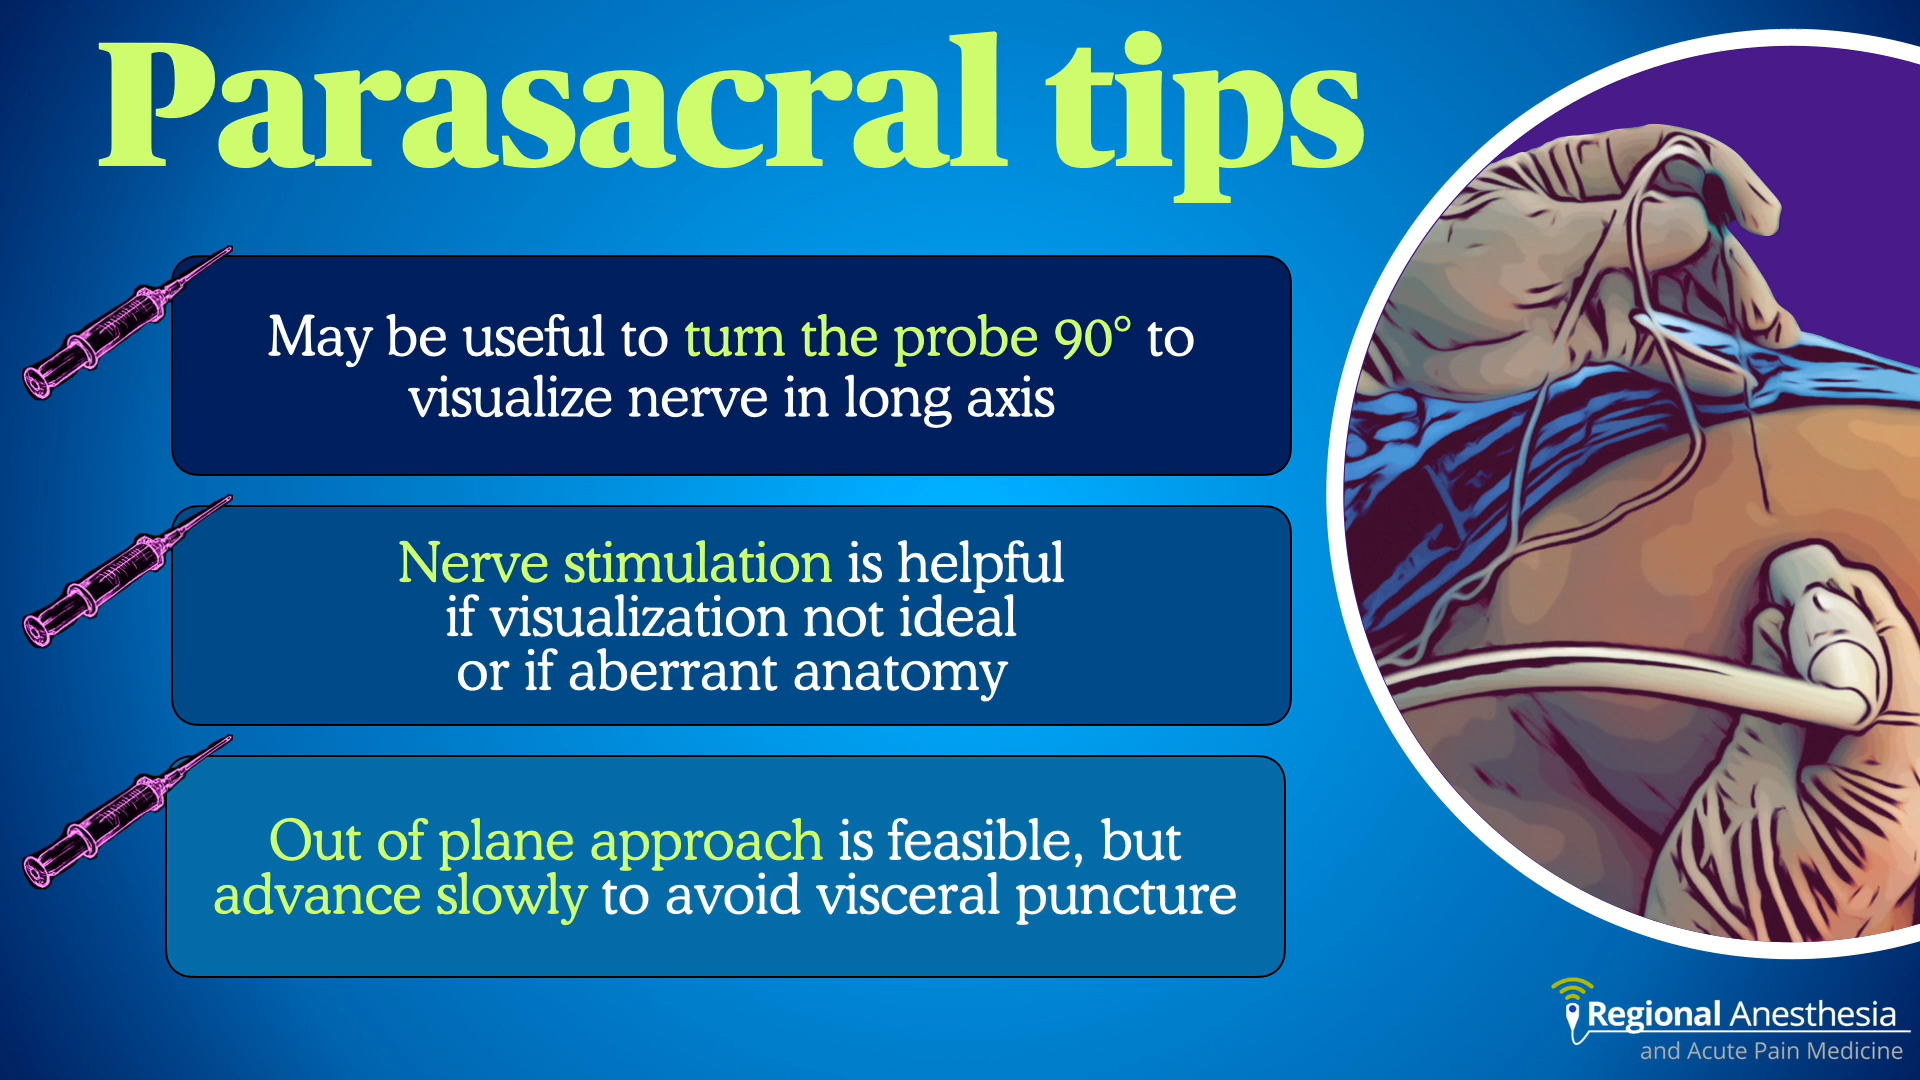 Parasacral tips
May be useful to turn the probe 90° to
visualize nerve in long axis
Nerve stimulation is helpful
if visualization not ideal
or if aberrant anatomy
Out of plane approach is feasible, but
advance slowly to avoid visceral puncture
Regional Anesthesia
and Acute Pain Medicine